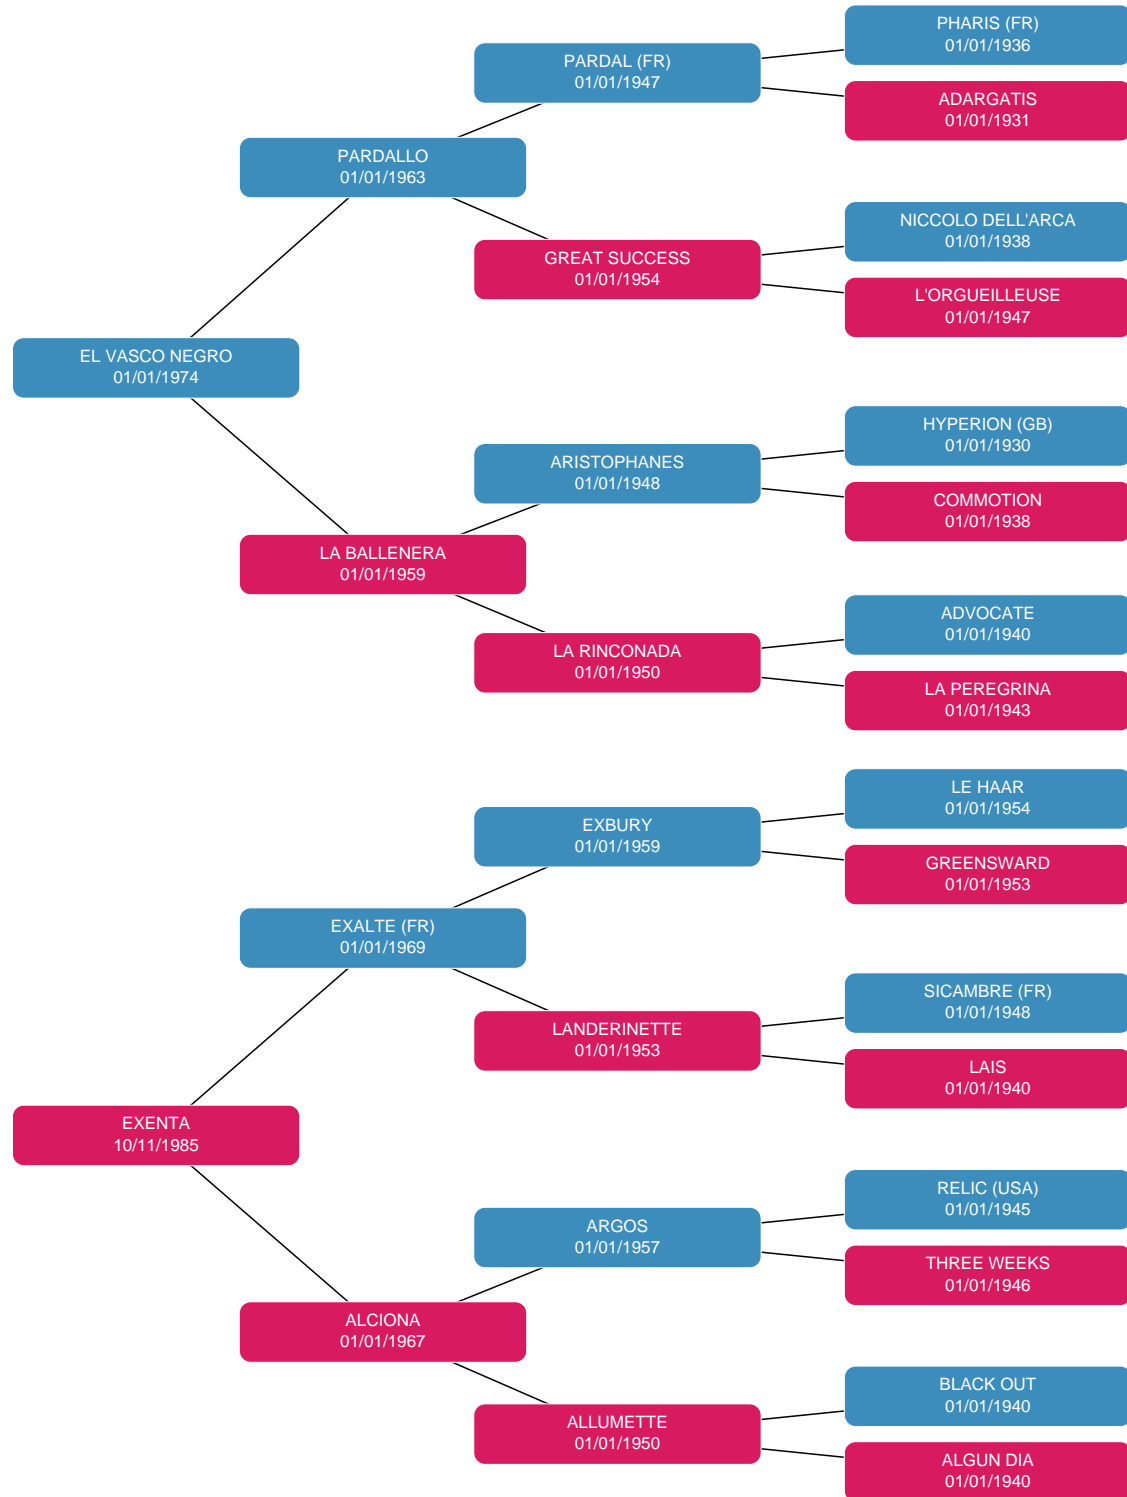 PHARIS (FR)
01/01/1936
PARDAL (FR)
01/01/1947
ADARGATIS
01/01/1931
PARDALLO
01/01/1963
NICCOLO DELL'ARCA
01/01/1938
GREAT SUCCESS
01/01/1954
L'ORGUEILLEUSE
01/01/1947
EL VASCO NEGRO
01/01/1974
HYPERION (GB)
01/01/1930
ARISTOPHANES
01/01/1948
COMMOTION
01/01/1938
LA BALLENERA
01/01/1959
ADVOCATE
01/01/1940
LA RINCONADA
01/01/1950
LA PEREGRINA
01/01/1943
LE HAAR
01/01/1954
EXBURY
01/01/1959
GREENSWARD
01/01/1953
EXALTE (FR)
01/01/1969
SICAMBRE (FR)
01/01/1948
LANDERINETTE
01/01/1953
LAIS
01/01/1940
EXENTA
10/11/1985
RELIC (USA)
01/01/1945
ARGOS
01/01/1957
THREE WEEKS
01/01/1946
ALCIONA
01/01/1967
BLACK OUT
01/01/1940
ALLUMETTE
01/01/1950
ALGUN DIA
01/01/1940